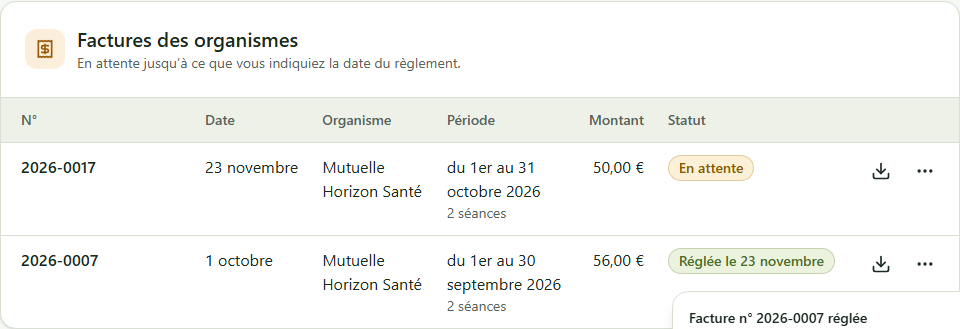 Factures des organismes
En attente jusqu’à ce que vous indiquiez la date du règlement.
N° Date Organisme Période Montant Statut
2026-0017 23 novembre Mutuelle Horizon Santé du 1er au 31 octobre 2026 50,00 € En attente
2 séances
2026-0007 1 octobre Mutuelle Horizon Santé du 1er au 30 septembre 2026 56,00 € Réglée le 23 novembre
2 séances
Facture n° 2026-0007 réglée